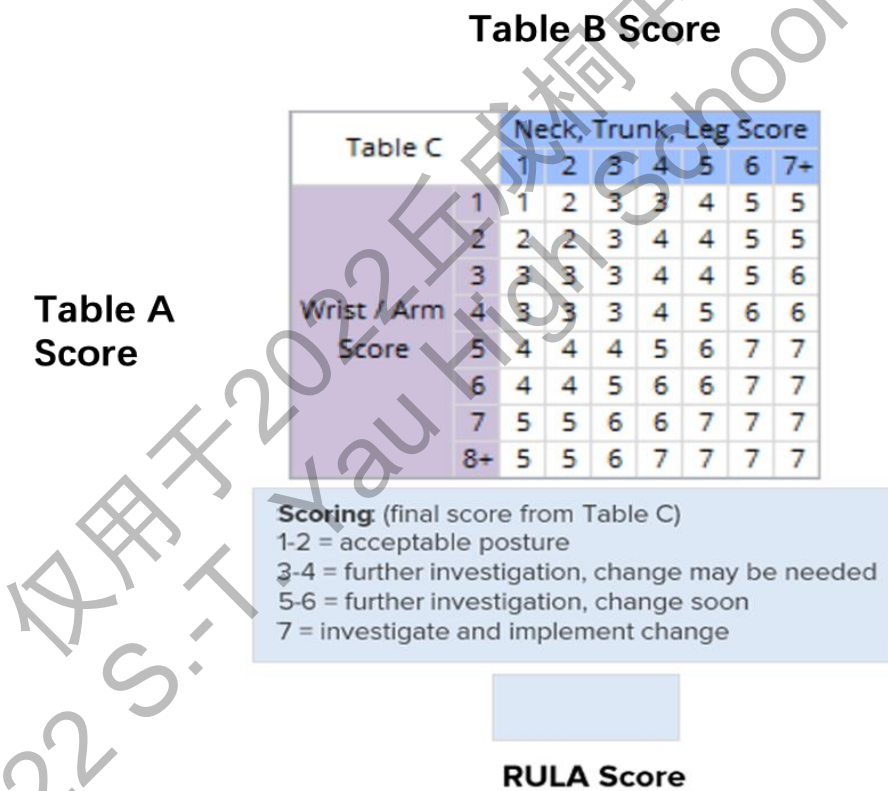 Table B Score
Table C
Neck, Trunk, Leg Score
1 2 3 4 5 6 7+
Table A
Score
Wrist / Arm
Score
1 1 2 3 3 4 5 5
2 2 2 3 4 4 5 5
3 3 3 3 4 4 5 6
4 3 3 3 4 5 6 6
5 4 4 4 5 6 7 7
6 4 4 5 6 6 7 7
7 5 5 6 6 7 7 7
8+ 5 5 6 7 7 7 7
Scoring: (final score from Table C)
1-2 = acceptable posture
3-4 = further investigation, change may be needed
5-6 = further investigation, change soon
7 = investigate and implement change
RULA Score
仅用于2022丘成桐中
22 S.-T. Yau High School